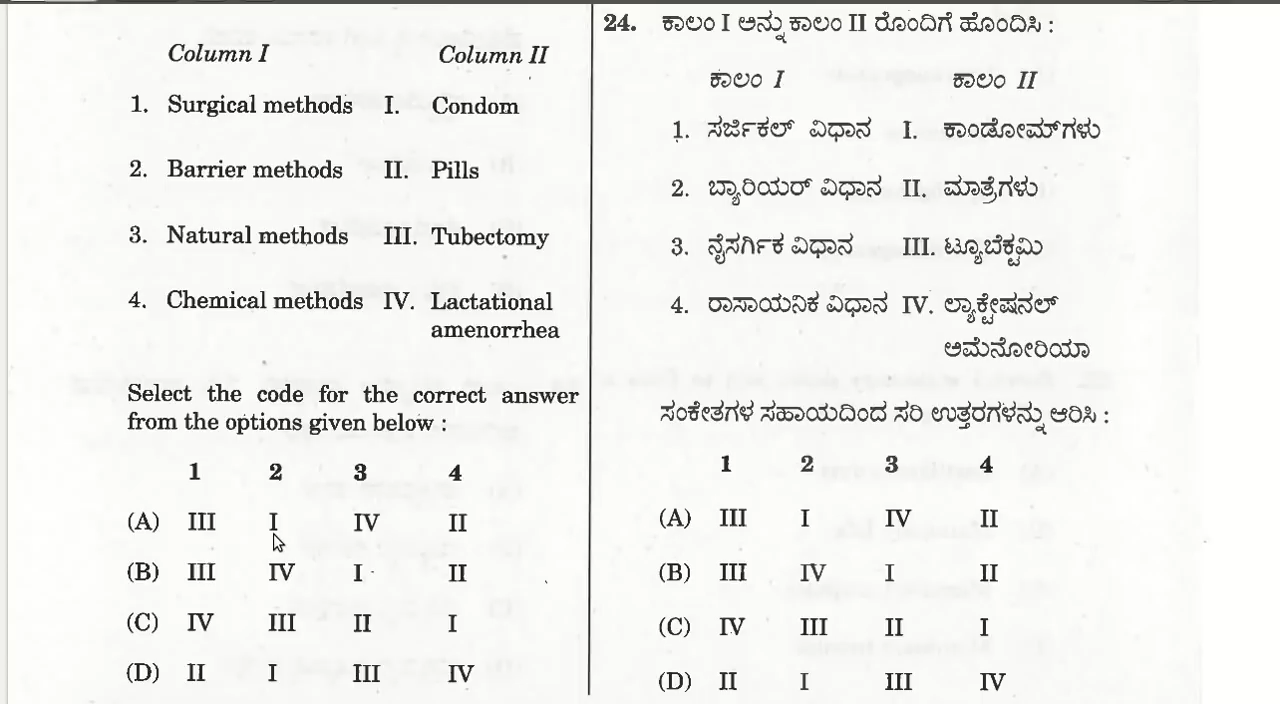 Column I Column II
1. Surgical methods I. Condom
2. Barrier methods II. Pills
3. Natural methods III. Tubectomy
4. Chemical methods IV. Lactational
amenorrhea
Select the code for the correct answer
from the options given below :
1 2 3 4
(A) III I IV II
(B) III IV I II
(C) IV III II I
(D) II I III IV
24. ಕಾಲಂ I ಅನ್ನು ಕಾಲಂ II ರೊಂದಿಗೆ ಹೊಂದಿಸಿ :
ಕಾಲಂ I ಕಾಲಂ II
1. ಸರ್ಜಿಕಲ್ ವಿಧಾನ I. ಕಾಂಡೋಮ್‌ಗಳು
2. ಬ್ಯಾರಿಯರ್ ವಿಧಾನ II. ಮಾತ್ರೆಗಳು
3. ನೈಸರ್ಗಿಕ ವಿಧಾನ III. ಟ್ಯೂಬೆಕ್ಟಮಿ
4. ರಾಸಾಯನಿಕ ವಿಧಾನ IV. ಲ್ಯಾಕ್ಟೇಷನಲ್
ಆಮೆನೋರಿಯಾ
ಸಂಕೇತಗಳ ಸಹಾಯದಿಂದ ಸರಿ ಉತ್ತರಗಳನ್ನು ಆರಿಸಿ :
1 2 3 4
(A) III I IV II
(B) III IV I II
(C) IV III II I
(D) II I III IV